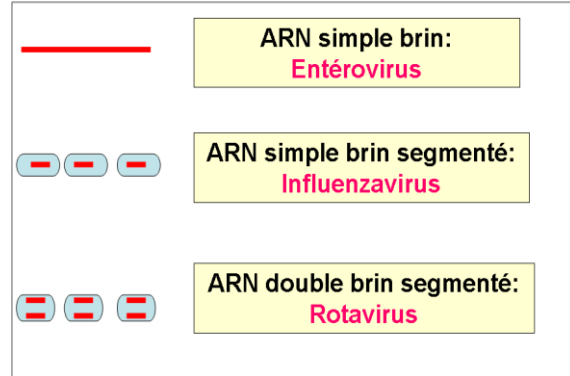 ARN simple brin:
Entérovirus
ARN simple brin segmenté:
Influenzavirus
ARN double brin segmenté:
Rotavirus